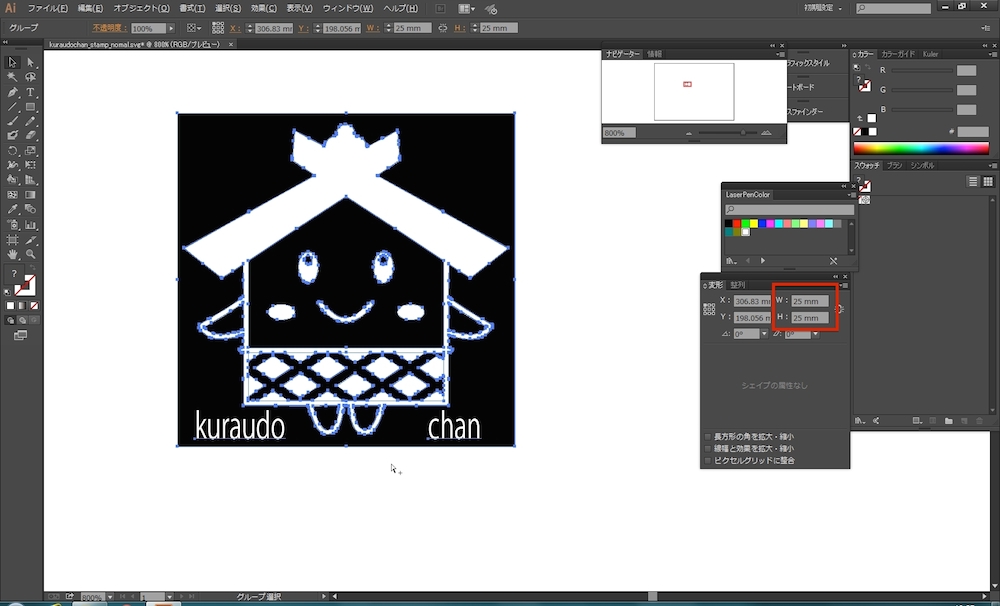 Ai ファイル(F) 編集(E) オブジェクト(O) 書式(T) 選択(S) 効果(C) 表示(V) ウィンドウ(W) ヘルプ(H) 初期設定
グループ 不透明度: 100% X: 306.83 mm Y: 198.056 W: 25 mm H: 25 mm
kuraudochan_stamp_nomal.svg* @ 800% (RGB/プレビュー) ×
ナビゲーター 情報
800%
ラフィックスタイル
ートボード
スファインダー
カラー カラーガイド Kuler
R
G
B
#
スウォッチ ブラシ シンボル
LaserPenColor
変形 整列
X: 306.83 mm W: 25 mm
Y: 198.056 m H: 25 mm
0° 0°
シェイプの属性なし
長方形の角を拡大・縮小
線幅と効果を拡大・縮小
ピクセルグリッドに整合
kuraudo chan
800% 1 グループ選択